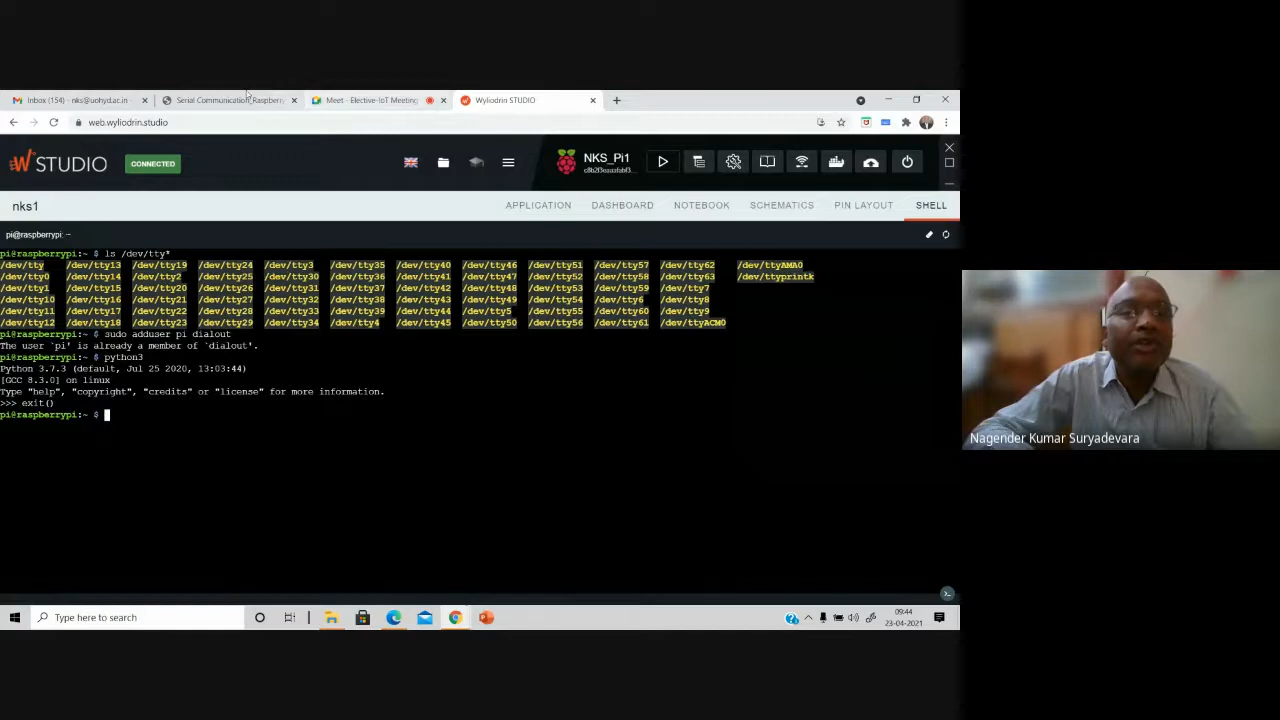 Inbox (154) - nks@uohyd.ac.in
Serial Communication_Raspberry
Meet - Elective-IoT Meeting
Wyliodrin STUDIO
web.wyliodrin.studio
STUDIO
CONNECTED
NKS_Pi1
nks1
APPLICATION
DASHBOARD
NOTEBOOK
SCHEMATICS
PIN LAYOUT
SHELL
pi@raspberrypi: ~
pi@raspberrypi:~ $ ls /dev/tty*
/dev/tty /dev/tty13 /dev/tty19 /dev/tty24 /dev/tty3 /dev/tty35 /dev/tty40 /dev/tty46 /dev/tty51 /dev/tty57 /dev/tty62 /dev/ttyAMA0
/dev/tty0 /dev/tty14 /dev/tty2 /dev/tty25 /dev/tty30 /dev/tty36 /dev/tty41 /dev/tty47 /dev/tty52 /dev/tty58 /dev/tty63 /dev/ttyprintk
/dev/tty1 /dev/tty15 /dev/tty20 /dev/tty26 /dev/tty31 /dev/tty37 /dev/tty42 /dev/tty48 /dev/tty53 /dev/tty59 /dev/tty7
/dev/tty10 /dev/tty16 /dev/tty21 /dev/tty27 /dev/tty32 /dev/tty38 /dev/tty43 /dev/tty49 /dev/tty54 /dev/tty6 /dev/tty8
/dev/tty11 /dev/tty17 /dev/tty22 /dev/tty28 /dev/tty33 /dev/tty39 /dev/tty44 /dev/tty5 /dev/tty55 /dev/tty60 /dev/tty9
/dev/tty12 /dev/tty18 /dev/tty23 /dev/tty29 /dev/tty34 /dev/tty4 /dev/tty45 /dev/tty50 /dev/tty56 /dev/tty61 /dev/ttyACM0
pi@raspberrypi:~ $ sudo adduser pi dialout
The user `pi' is already a member of `dialout'.
pi@raspberrypi:~ $ python3
Python 3.7.3 (default, Jul 25 2020, 13:03:44)
[GCC 8.3.0] on linux
Type "help", "copyright", "credits" or "license" for more information.
>>> exit()
pi@raspberrypi:~ $
Nagender Kumar Suryadevara
Type here to search
09:44
23-04-2021